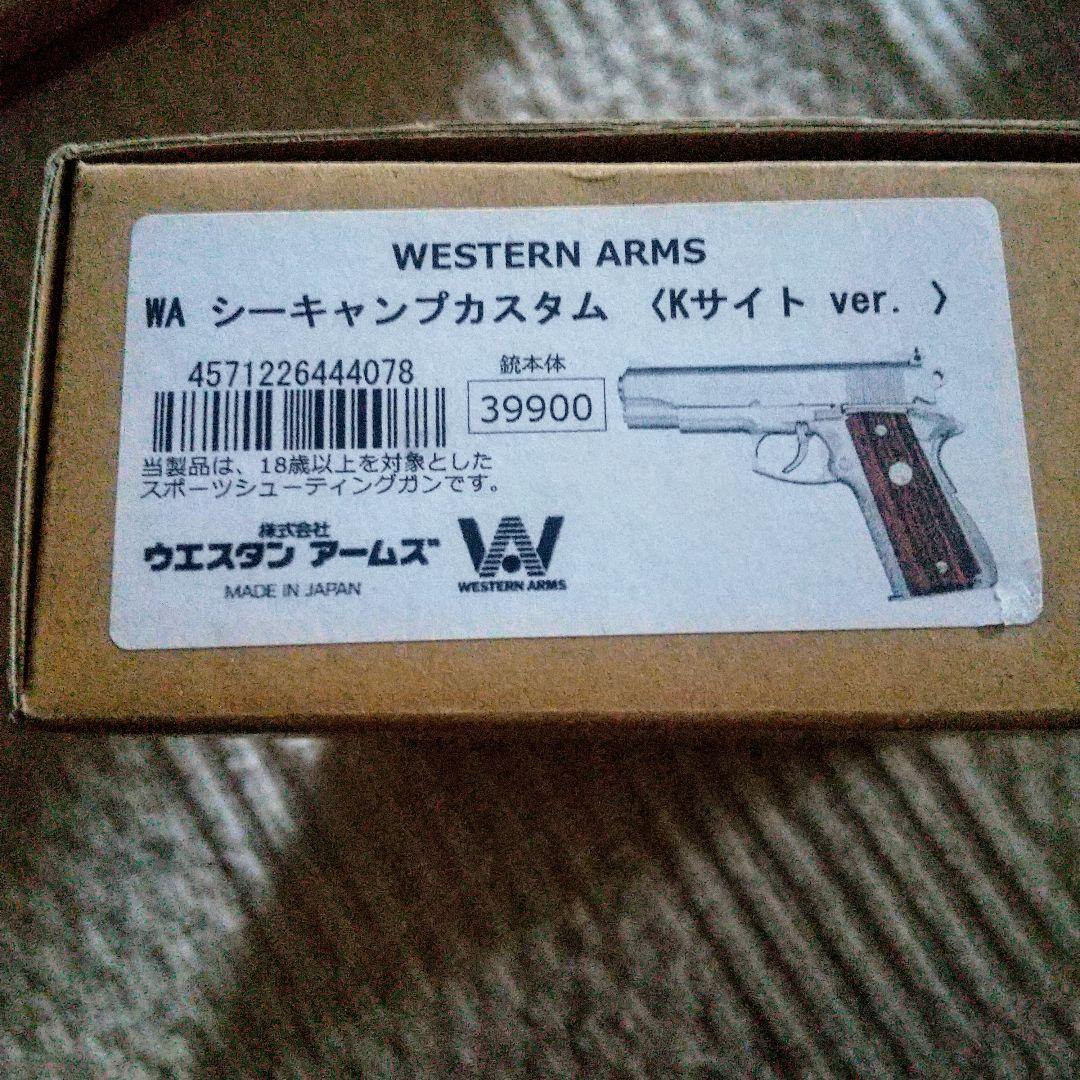 WESTERN ARMS
WA シーキャンプカスタム 〈Kサイト ver. 〉
4571226444078
銃本体
39900
当製品は、18歳以上を対象とした
スポーツシューティングガンです。
株式会社
ウエスタン アームズ
MADE IN JAPAN
WA
WESTERN ARMS